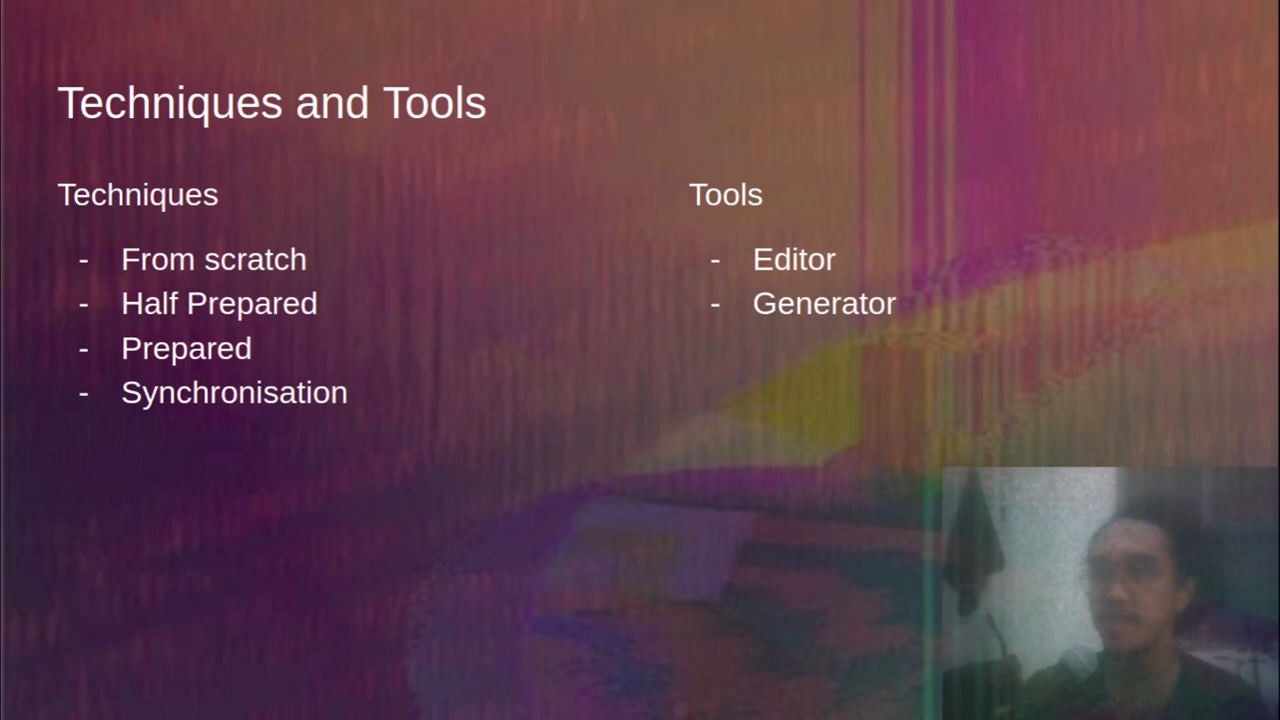 Techniques and Tools
Techniques
- From scratch
- Half Prepared
- Prepared
- Synchronisation
Tools
- Editor
- Generator